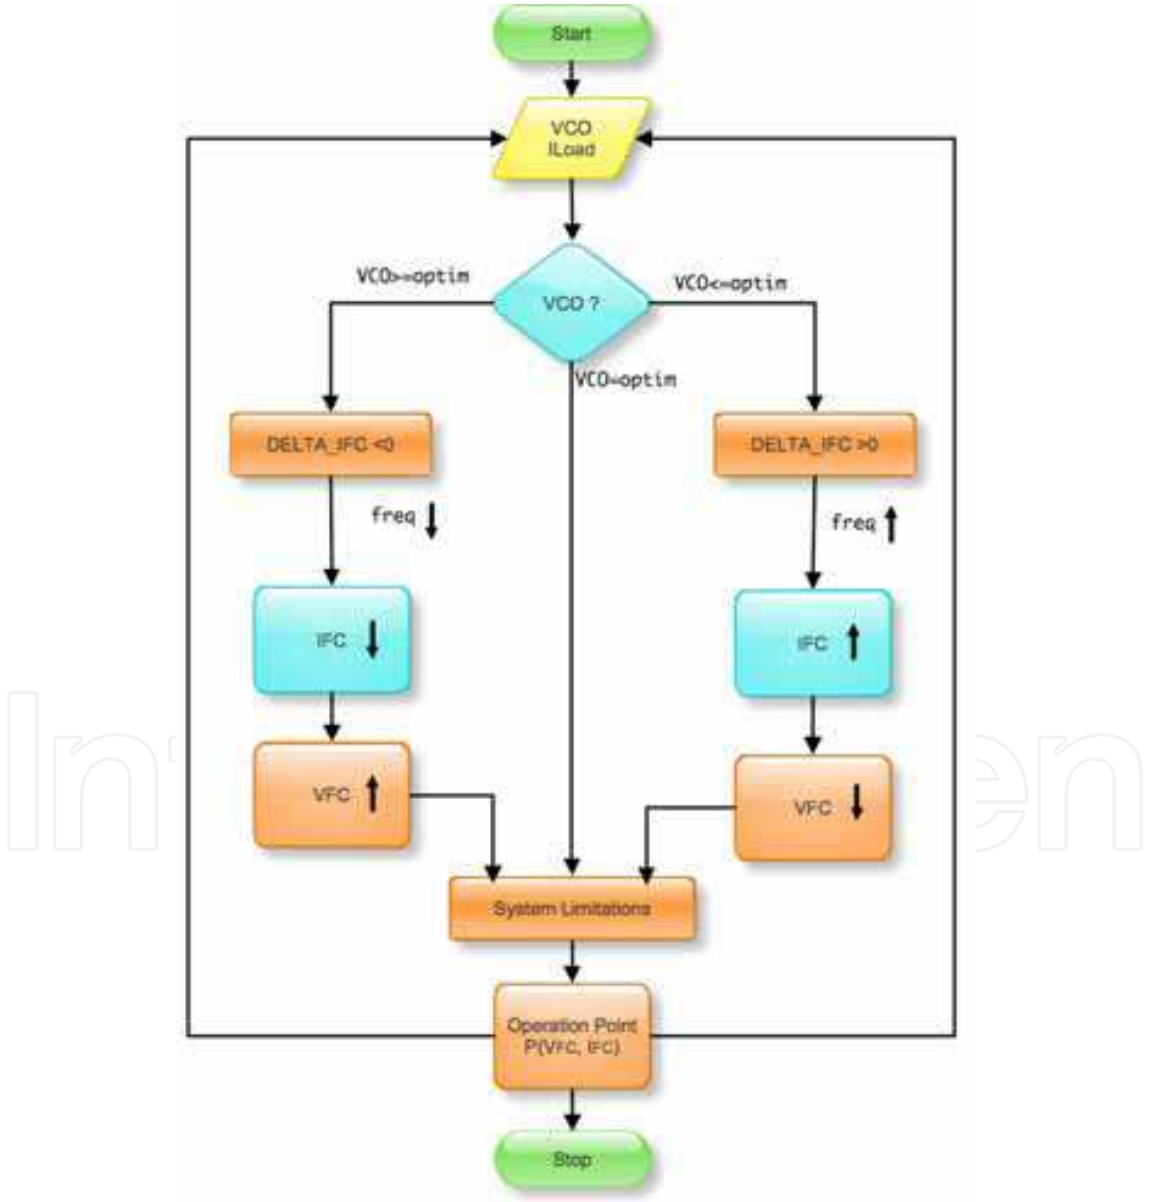 Start
VCO
ILoad
VCO>=optim
VCO ?
VCO<=optim
VCO=optim
DELTA_IFC <0
DELTA_IFC >0
freq
freq
IFC
IFC
VFC
VFC
System Limitations
Operation Point
P(VFC, IFC)
Stop